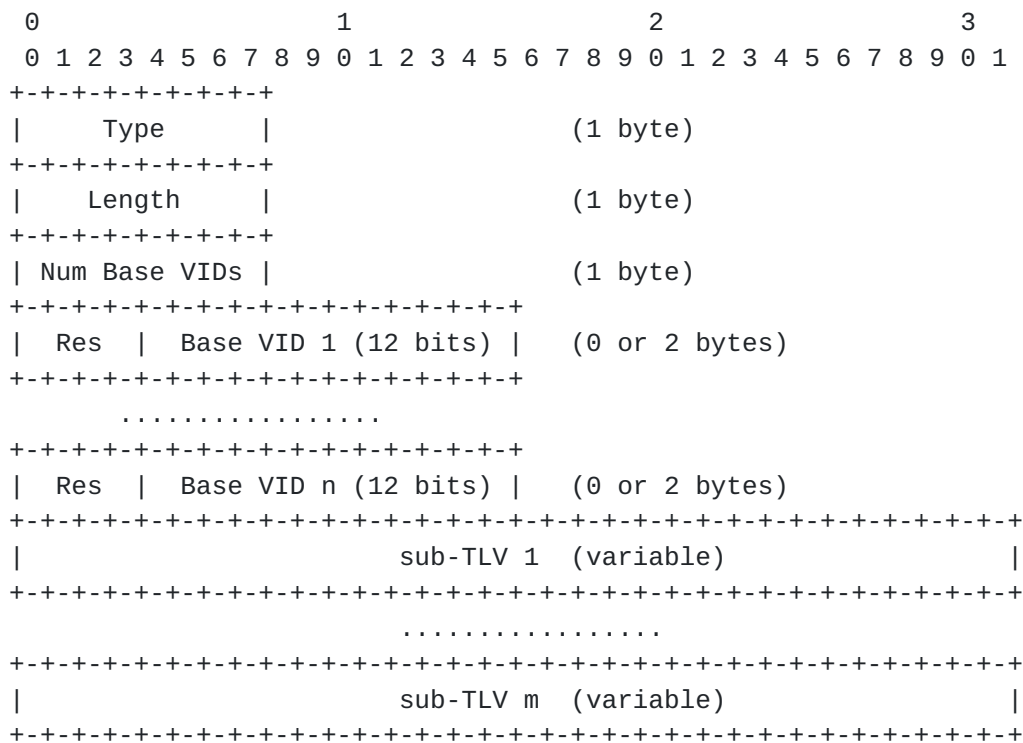 0                   1                   2                   3
 0 1 2 3 4 5 6 7 8 9 0 1 2 3 4 5 6 7 8 9 0 1 2 3 4 5 6 7 8 9 0 1
+-+-+-+-+-+-+-+-+
|     Type      |                   (1 byte)
+-+-+-+-+-+-+-+-+
|    Length     |                   (1 byte)
+-+-+-+-+-+-+-+-+
| Num Base VIDs |                   (1 byte)
+-+-+-+-+-+-+-+-+-+-+-+-+-+-+-+-+
|  Res  |  Base VID 1 (12 bits) |   (0 or 2 bytes)
+-+-+-+-+-+-+-+-+-+-+-+-+-+-+-+-+
       .................
+-+-+-+-+-+-+-+-+-+-+-+-+-+-+-+-+
|  Res  |  Base VID n (12 bits) |   (0 or 2 bytes)
+-+-+-+-+-+-+-+-+-+-+-+-+-+-+-+-+-+-+-+-+-+-+-+-+-+-+-+-+-+-+-+-+
|                        sub-TLV 1  (variable)                  |
+-+-+-+-+-+-+-+-+-+-+-+-+-+-+-+-+-+-+-+-+-+-+-+-+-+-+-+-+-+-+-+-+
                         .................
+-+-+-+-+-+-+-+-+-+-+-+-+-+-+-+-+-+-+-+-+-+-+-+-+-+-+-+-+-+-+-+-+
|                        sub-TLV m  (variable)                  |
+-+-+-+-+-+-+-+-+-+-+-+-+-+-+-+-+-+-+-+-+-+-+-+-+-+-+-+-+-+-+-+-+